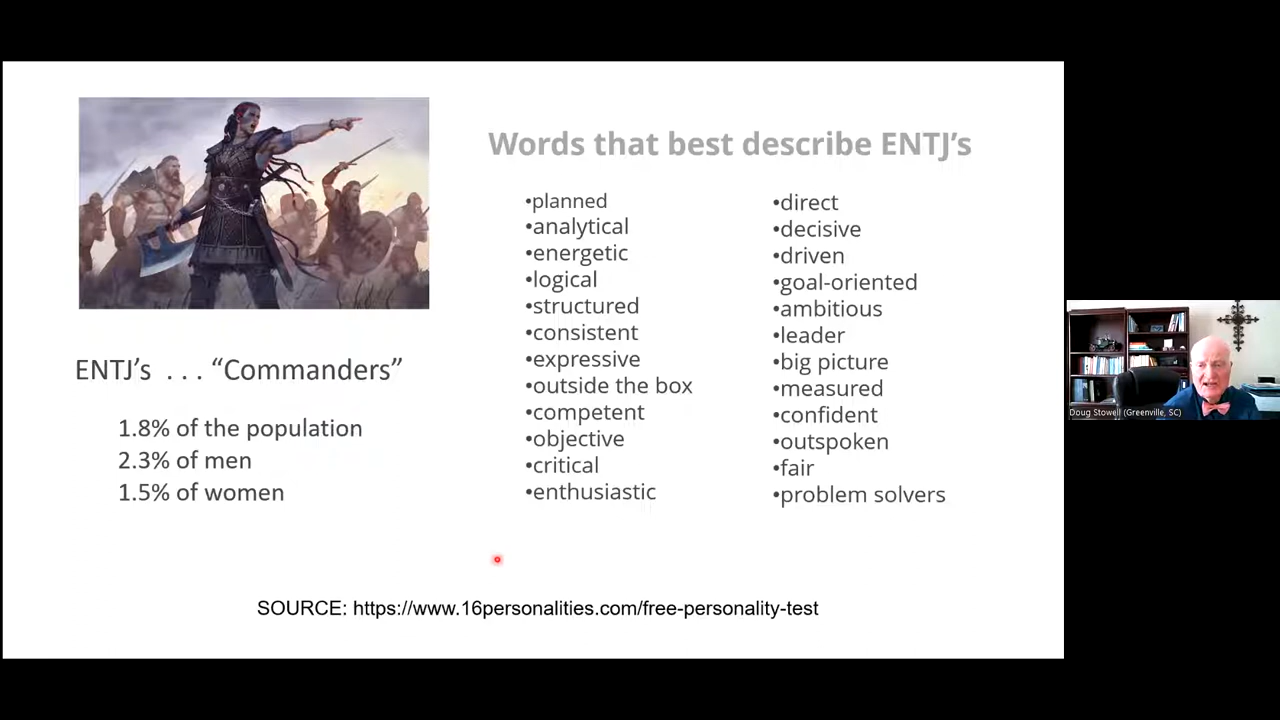 Words that best describe ENTJ’s
•planned
•analytical
•energetic
•logical
•structured
•consistent
•expressive
•outside the box
•competent
•objective
•critical
•enthusiastic
•direct
•decisive
•driven
•goal-oriented
•ambitious
•leader
•big picture
•measured
•confident
•outspoken
•fair
•problem solvers
ENTJ’s . . . “Commanders”
1.8% of the population
2.3% of men
1.5% of women
SOURCE: https://www.16personalities.com/free-personality-test
Doug Stowell (Greenville, SC)